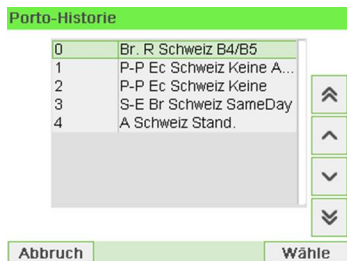 Porto-Historie
0 Br. R Schweiz B4/B5
1 P-P Ec Schweiz Keine A...
2 P-P Ec Schweiz Keine
3 S-E Br Schweiz SameDay
4 A Schweiz Stand.
Abbruch Wähle